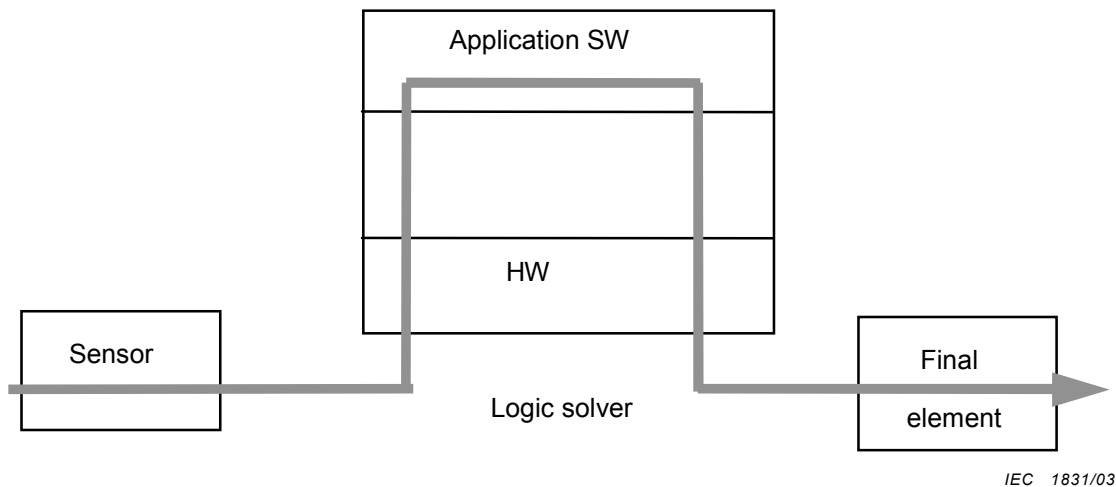 Application SW
HW
Sensor
Final
Logic solver
element
IEC 1831/03